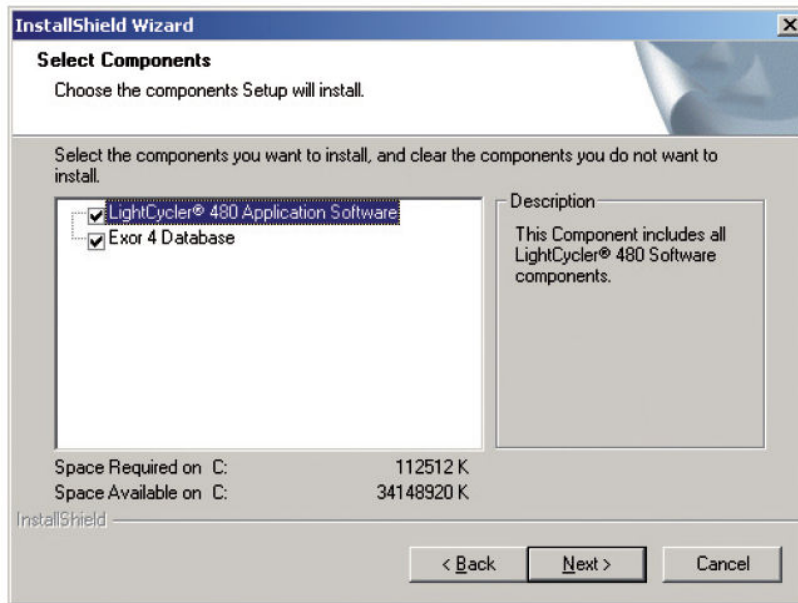 InstallShield Wizard
Select Components
Choose the components Setup will install.
Select the components you want to install, and clear the components you do not want to
install.
LightCycler® 480 Application Software
Exor 4 Database
Description
This Component includes all
LightCycler® 480 Software
components.
Space Required on C: 112512 K
Space Available on C: 34148920 K
InstallShield
< Back Next > Cancel